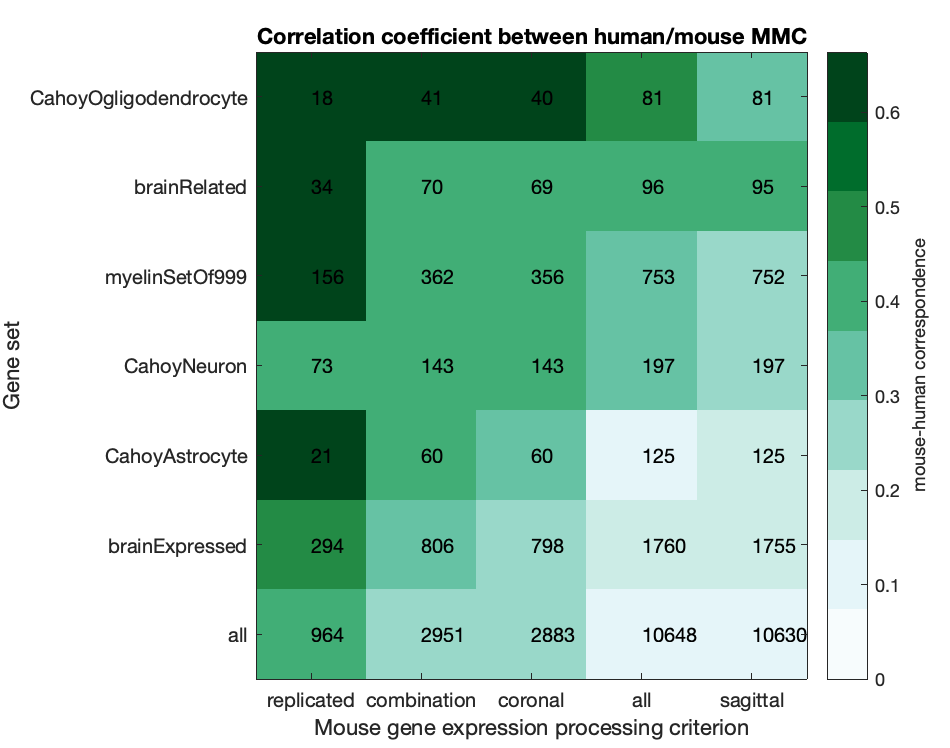 Correlation coefficient between human/mouse MMC
CahoyOgligodendrocyte 18 41 40 81 81
brainRelated 34 70 69 96 95
myelinSetOf999 156 362 356 753 752
CahoyNeuron 73 143 143 197 197
CahoyAstrocyte 21 60 60 125 125
brainExpressed 294 806 798 1760 1755
all 964 2951 2883 10648 10630
replicated combination coronal all sagittal
Mouse gene expression processing criterion
Gene set
0.6
0.5
0.4
0.3
0.2
0.1
0
mouse-human correspondence